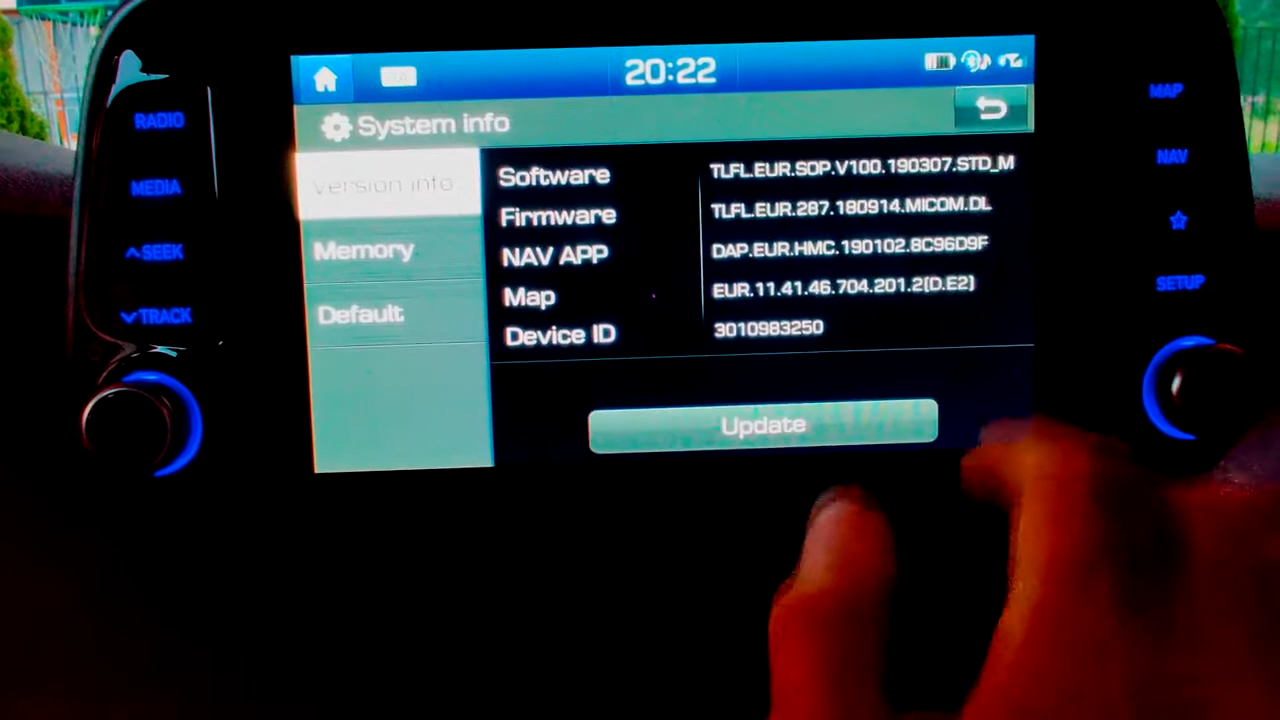 20:22
System info
RADIO
MEDIA
SEEK
TRACK
MAP
NAV
SETUP
Version info
Memory
Default
Software TLFL.EUR.SOP.V100.190307.STD_M
Firmware TLFL.EUR.287.180914.MICOM.DL
NAV APP DAP.EUR.HMC.190102.8C96D9F
Map EUR.11.41.46.704.201.2(D.E2)
Device ID 3010983250
Update